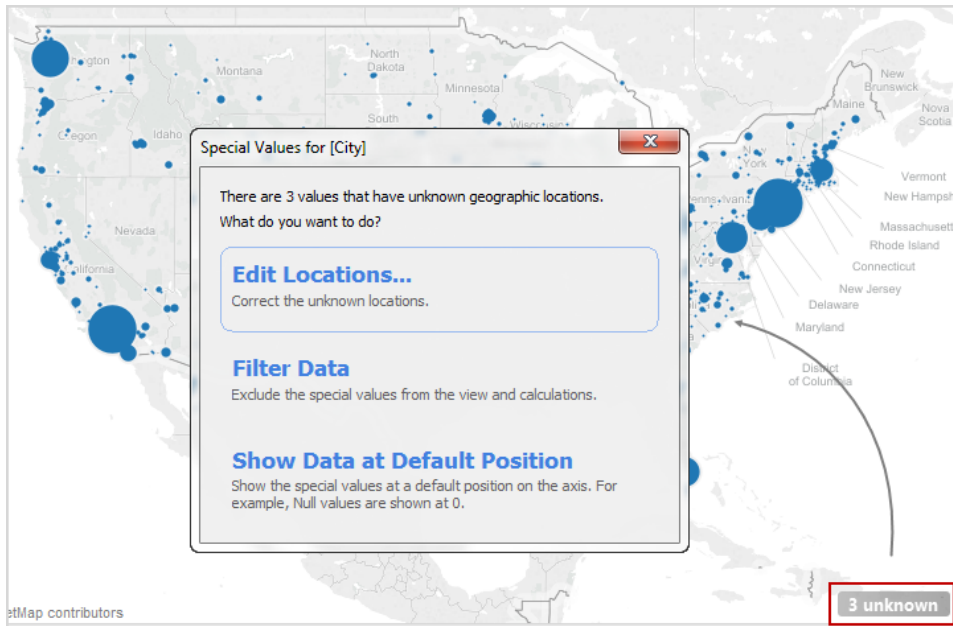 North
Dakota
Montana
Minnesota
New
Brunswick
Maine
Nova
Scotia
South
Idaho
Special Values for [City]
There are 3 values that have unknown geographic locations.
What do you want to do?
Edit Locations...
Correct the unknown locations.
Filter Data
Exclude the special values from the view and calculations.
Show Data at Default Position
Show the special values at a default position on the axis. For
example, Null values are shown at 0.
York
Vermont
New Hampsh
Massachusett
Rhode Island
Connecticut
New Jersey
Delaware
Maryland
District
of Columbia
Nevada
3 unknown
etMap contributors